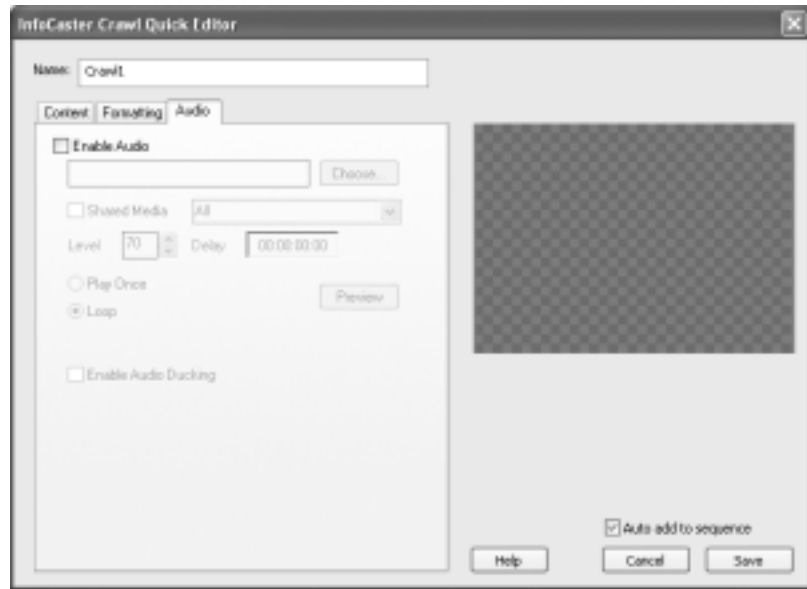 InfoCaster Crawl Quick Editor
Name: Crawl1
Content Formatting Audio
Enable Audio
Choose...
Shared Media All
Level 70 Delay 00:00:00:00
Play Once
Preview
Loop
Enable Audio Ducking
Auto add to sequence
Help Cancel Save